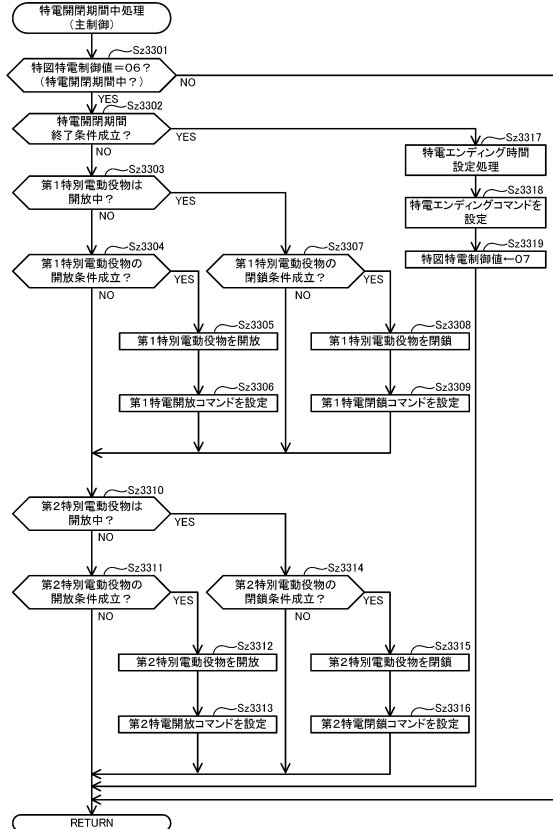 特電開閉期間中処理
(主制御)
Sz3301
特図特電制御値=06?
(特電開閉期間中?)
NO
YES
Sz3302
特電開閉期間
終了条件成立?
YES
NO
Sz3317
特電エンディング時間
設定処理
Sz3318
特電エンディングコマンドを
設定
Sz3319
特図特電制御値←07
Sz3303
第1特別電動役物は
開放中?
YES
NO
Sz3304
第1特別電動役物の
開放条件成立?
YES
NO
Sz3307
第1特別電動役物の
閉鎖条件成立?
YES
NO
Sz3305
第1特別電動役物を開放
Sz3308
第1特別電動役物を閉鎖
Sz3306
第1特電開放コマンドを設定
Sz3309
第1特電閉鎖コマンドを設定
Sz3310
第2特別電動役物は
開放中?
YES
NO
Sz3311
第2特別電動役物の
開放条件成立?
YES
NO
Sz3314
第2特別電動役物の
閉鎖条件成立?
YES
NO
Sz3312
第2特別電動役物を開放
Sz3315
第2特別電動役物を閉鎖
Sz3313
第2特電開放コマンドを設定
Sz3316
第2特電閉鎖コマンドを設定
RETURN